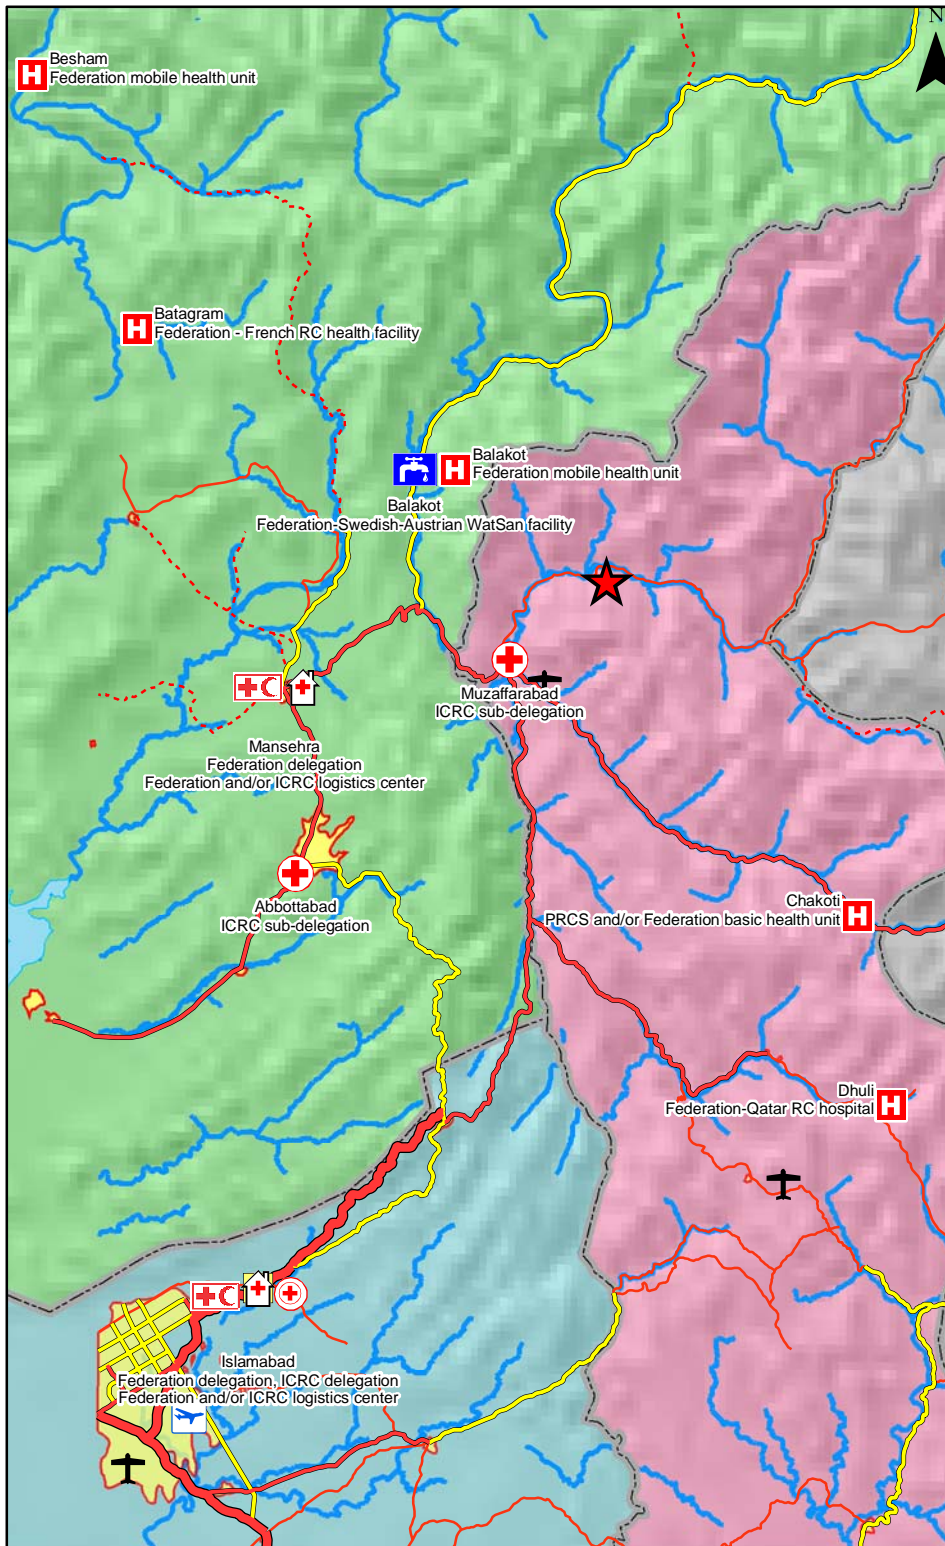 N
Besham
Federation mobile health unit
H
Batagram
Federation - French RC health facility
H
Balakot
Federation mobile health unit
H
Balakot
Federation-Swedish-Austrian WatSan facility
Muzaffarabad
ICRC sub-delegation
Mansehra
Federation delegation
Federation and/or ICRC logistics center
Abbottabad
ICRC sub-delegation
Chakoti
PRCS and/or Federation basic health unit
H
Dhuli
Federation-Qatar RC hospital
H
Islamabad
Federation delegation, ICRC delegation
Federation and/or ICRC logistics center